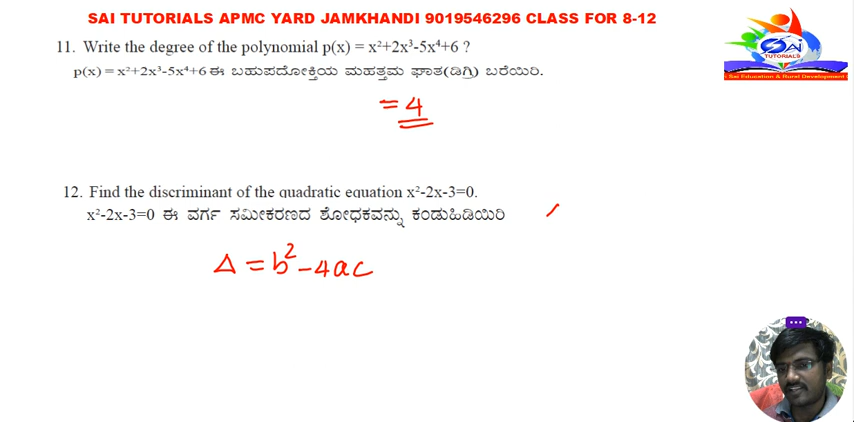 SAI TUTORIALS APMC YARD JAMKHANDI 9019546296 CLASS FOR 8-12
11. Write the degree of the polynomial p(x) = x²+2x³-5x⁴+6 ?
p(x) = x²+2x³-5x⁴+6 ಈ ಬಹುಪದೋಕ್ತಿಯ ಮಹತ್ತಮ ಘಾತ(ಡಿಗ್ರಿ) ಬರೆಯಿರಿ.
= 4
12. Find the discriminant of the quadratic equation x²-2x-3=0.
x²-2x-3=0 ಈ ವರ್ಗ ಸಮೀಕರಣದ ಶೋಧಕವನ್ನು ಕಂಡುಹಿಡಿಯಿರಿ
Δ = b² - 4ac
Sai
TUTORIALS
Sai Education & Rural Development